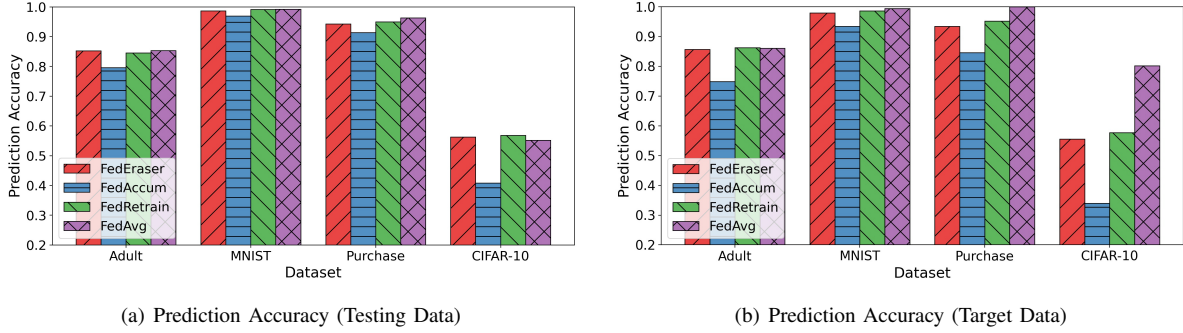 1.0
0.9
0.8
0.7
0.6
0.5
0.4
0.3
0.2
Prediction Accuracy
FedEraser
FedAccum
FedRetrain
FedAvg
Adult MNIST Purchase CIFAR-10
Dataset
(a) Prediction Accuracy (Testing Data)
1.0
0.9
0.8
0.7
0.6
0.5
0.4
0.3
0.2
Prediction Accuracy
FedEraser
FedAccum
FedRetrain
FedAvg
Adult MNIST Purchase CIFAR-10
Dataset
(b) Prediction Accuracy (Target Data)